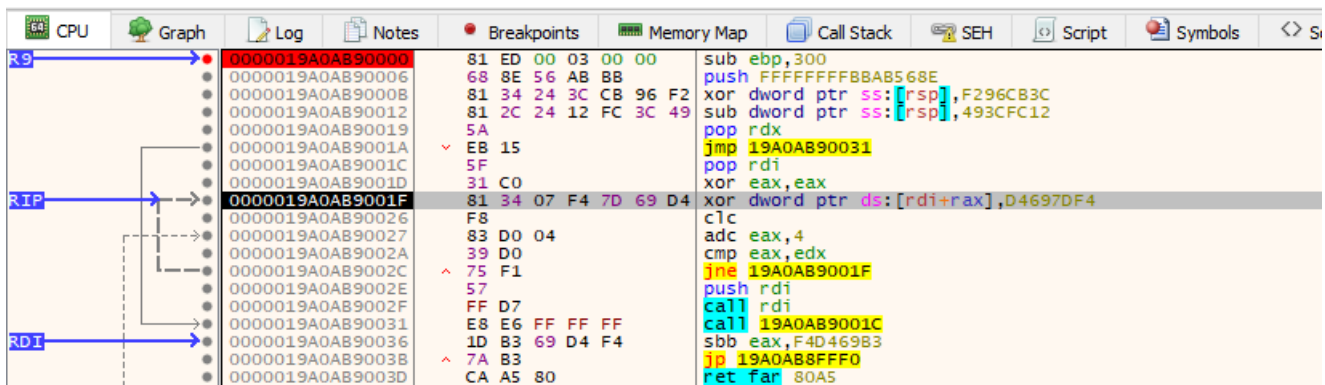 64 CPU Graph Log Notes Breakpoints Memory Map Call Stack SEH Script Symbols
R9 0000019A0AB90000 81 ED 00 03 00 00 sub ebp,300
0000019A0AB90006 68 8E 56 AB BB push FFFFFFFFBBAB568E
0000019A0AB9000B 81 34 24 3C CB 96 F2 xor dword ptr ss:[rsp],F296CB3C
0000019A0AB90012 81 2C 24 12 FC 3C 49 sub dword ptr ss:[rsp],493CFC12
0000019A0AB90019 5A pop rdx
0000019A0AB9001A EB 15 jmp 19A0AB90031
0000019A0AB9001C 5F pop rdi
0000019A0AB9001D 31 C0 xor eax,eax
RIP 0000019A0AB9001F 81 34 07 F4 7D 69 D4 xor dword ptr ds:[rdi+rax],D4697DF4
0000019A0AB90026 F8 clc
0000019A0AB90027 83 D0 04 adc eax,4
0000019A0AB9002A 39 D0 cmp eax,edx
0000019A0AB9002C 75 F1 jne 19A0AB9001F
0000019A0AB9002E 57 push rdi
0000019A0AB9002F FF D7 call rdi
0000019A0AB90031 E8 E6 FF FF FF call 19A0AB9001C
RDI 0000019A0AB90036 1D B3 69 D4 F4 sbb eax,F4D469B3
0000019A0AB9003B 7A B3 jp 19A0AB8FFF0
0000019A0AB9003D CA A5 80 ret far 80A5